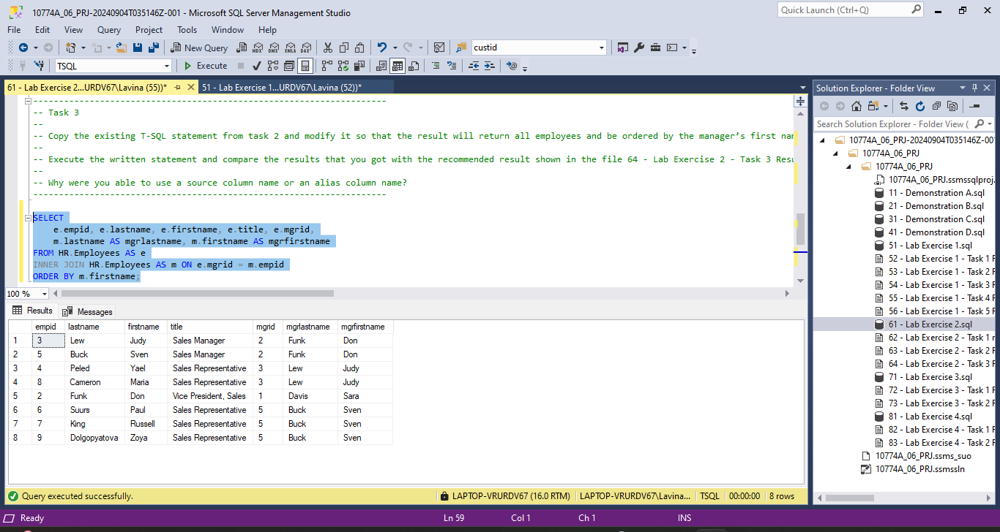 10774A_06_PRJ-20240904T035146Z-001 - Microsoft SQL Server Management Studio
Quick Launch (Ctrl+Q)
File Edit View Query Project Tools Window Help
New Query MDX DMX XMLA DAX custid
TSQL Execute
61 - Lab Exercise 2...URDV67\Lavina (55))* 51 - Lab Exercise 1...URDV67\Lavina (52))*
-- Task 3
--
-- Copy the existing T-SQL statement from task 2 and modify it so that the result will return all employees and be ordered by the manager’s first nam
--
-- Execute the written statement and compare the results that you got with the recommended result shown in the file 64 - Lab Exercise 2 - Task 3 Resu
--
-- Why were you able to use a source column name or an alias column name?
SELECT
e.empid, e.lastname, e.firstname, e.title, e.mgrid,
m.lastname AS mgrlastname, m.firstname AS mgrfirstname
FROM HR.Employees AS e
INNER JOIN HR.Employees AS m ON e.mgrid = m.empid
ORDER BY m.firstname;
100 %
Results Messages
empid lastname firstname title mgrid mgrlastname mgrfirstname
1 3 Lew Judy Sales Manager 2 Funk Don
2 5 Buck Sven Sales Manager 2 Funk Don
3 4 Peled Yael Sales Representative 3 Lew Judy
4 8 Cameron Maria Sales Representative 3 Lew Judy
5 2 Funk Don Vice President, Sales 1 Davis Sara
6 6 Suurs Paul Sales Representative 5 Buck Sven
7 7 King Russell Sales Representative 5 Buck Sven
8 9 Dolgopyatova Zoya Sales Representative 5 Buck Sven
Query executed successfully. LAPTOP-VRURDV67 (16.0 RTM) LAPTOP-VRURDV67\Lavina... TSQL 00:00:00 8 rows
Solution Explorer - Folder View
Search Solution Explorer - Folder View (
10774A_06_PRJ-20240904T035146Z-00
10774A_06_PRJ
10774A_06_PRJ
10774A_06_PRJ.ssmssqlproj.
11 - Demonstration A.sql
21 - Demonstration B.sql
31 - Demonstration C.sql
41 - Demonstration D.sql
51 - Lab Exercise 1.sql
52 - Lab Exercise 1 - Task 1 R
53 - Lab Exercise 1 - Task 2 R
54 - Lab Exercise 1 - Task 3 R
55 - Lab Exercise 1 - Task 4 R
56 - Lab Exercise 1 - Task 5 R
61 - Lab Exercise 2.sql
62 - Lab Exercise 2 - Task 1 r
63 - Lab Exercise 2 - Task 2 R
64 - Lab Exercise 2 - Task 3 R
71 - Lab Exercise 3.sql
72 - Lab Exercise 3 - Task 1 R
73 - Lab Exercise 3 - Task 2 R
81 - Lab Exercise 4.sql
82 - Lab Exercise 4 - Task 1 R
83 - Lab Exercise 4 - Task 2 R
10774A_06_PRJ.ssms_suo
10774A_06_PRJ.ssmssln
Ready Ln 59 Col 1 Ch 1 INS